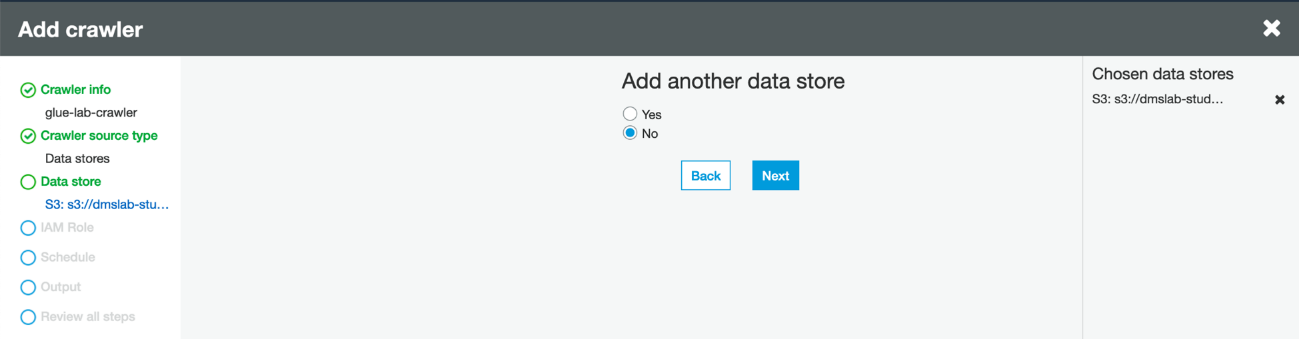 Add crawler
Crawler info
glue-lab-crawler
Crawler source type
Data stores
Data store
S3: s3://dmslab-stu...
IAM Role
Schedule
Output
Review all steps
Add another data store
Yes
No
Back
Next
Chosen data stores
S3: s3://dmslab-stud...